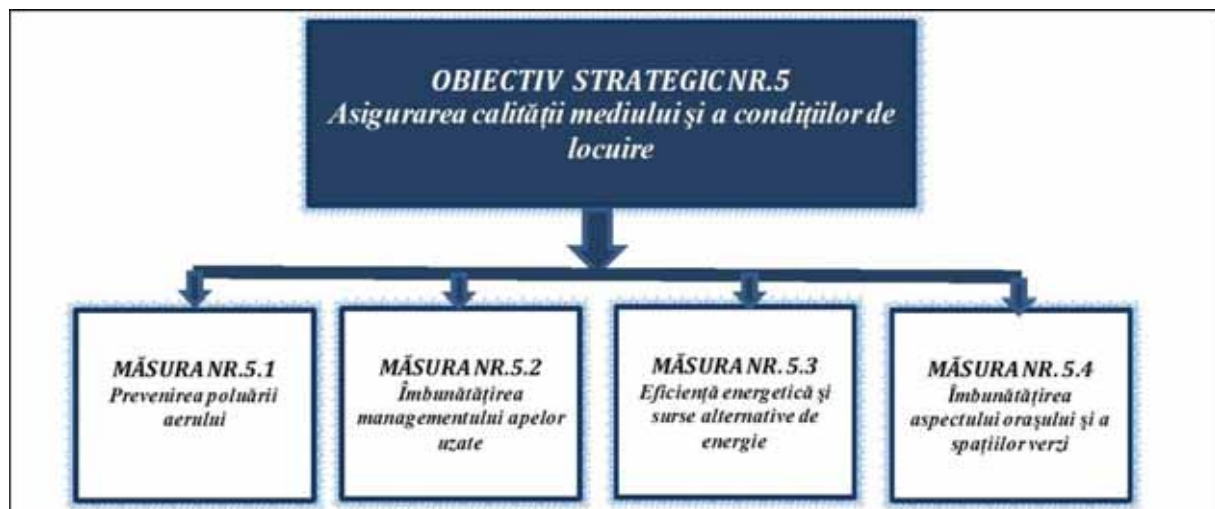 OBIECTIV STRATEGIC NR.5
Asigurarea calității mediului și a condițiilor de
locuire
MĂSURA NR.5.1
Prevenirea poluării
aerului
MĂSURA NR.5.2
Îmbunătățirea
managementului apelor
uzate
MĂSURA NR.5.3
Eficiență energetică și
surse alternative de
energie
MĂSURA NR.5.4
Îmbunătățirea
aspectului orașului și a
spațiilor verzi